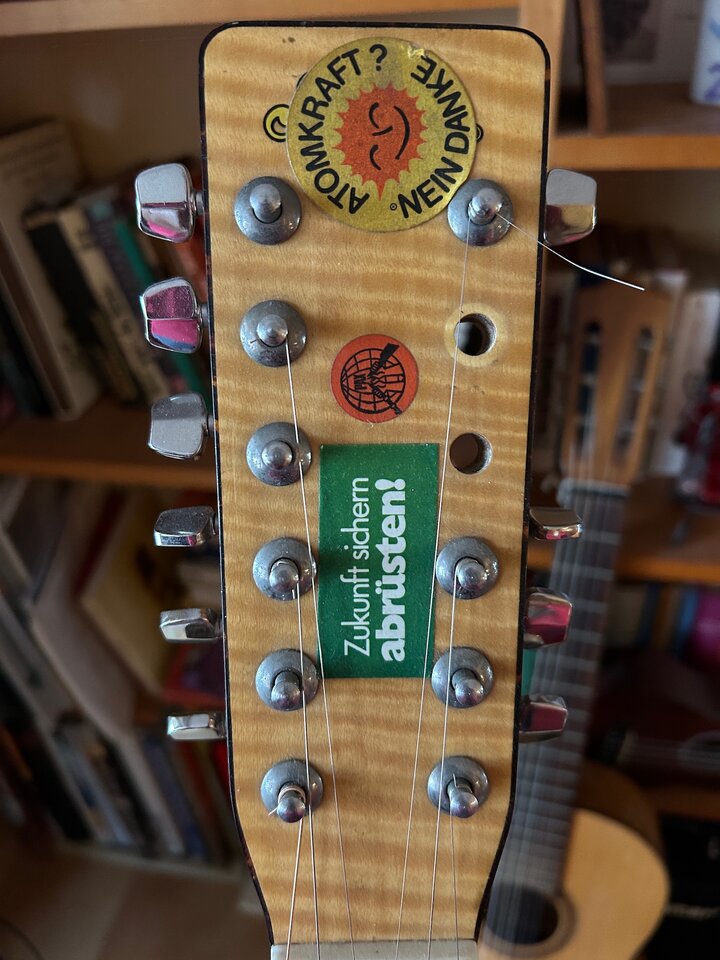 ATOMKRAFT?
NEIN DANKE
Zukunft sichern
abrüsten!